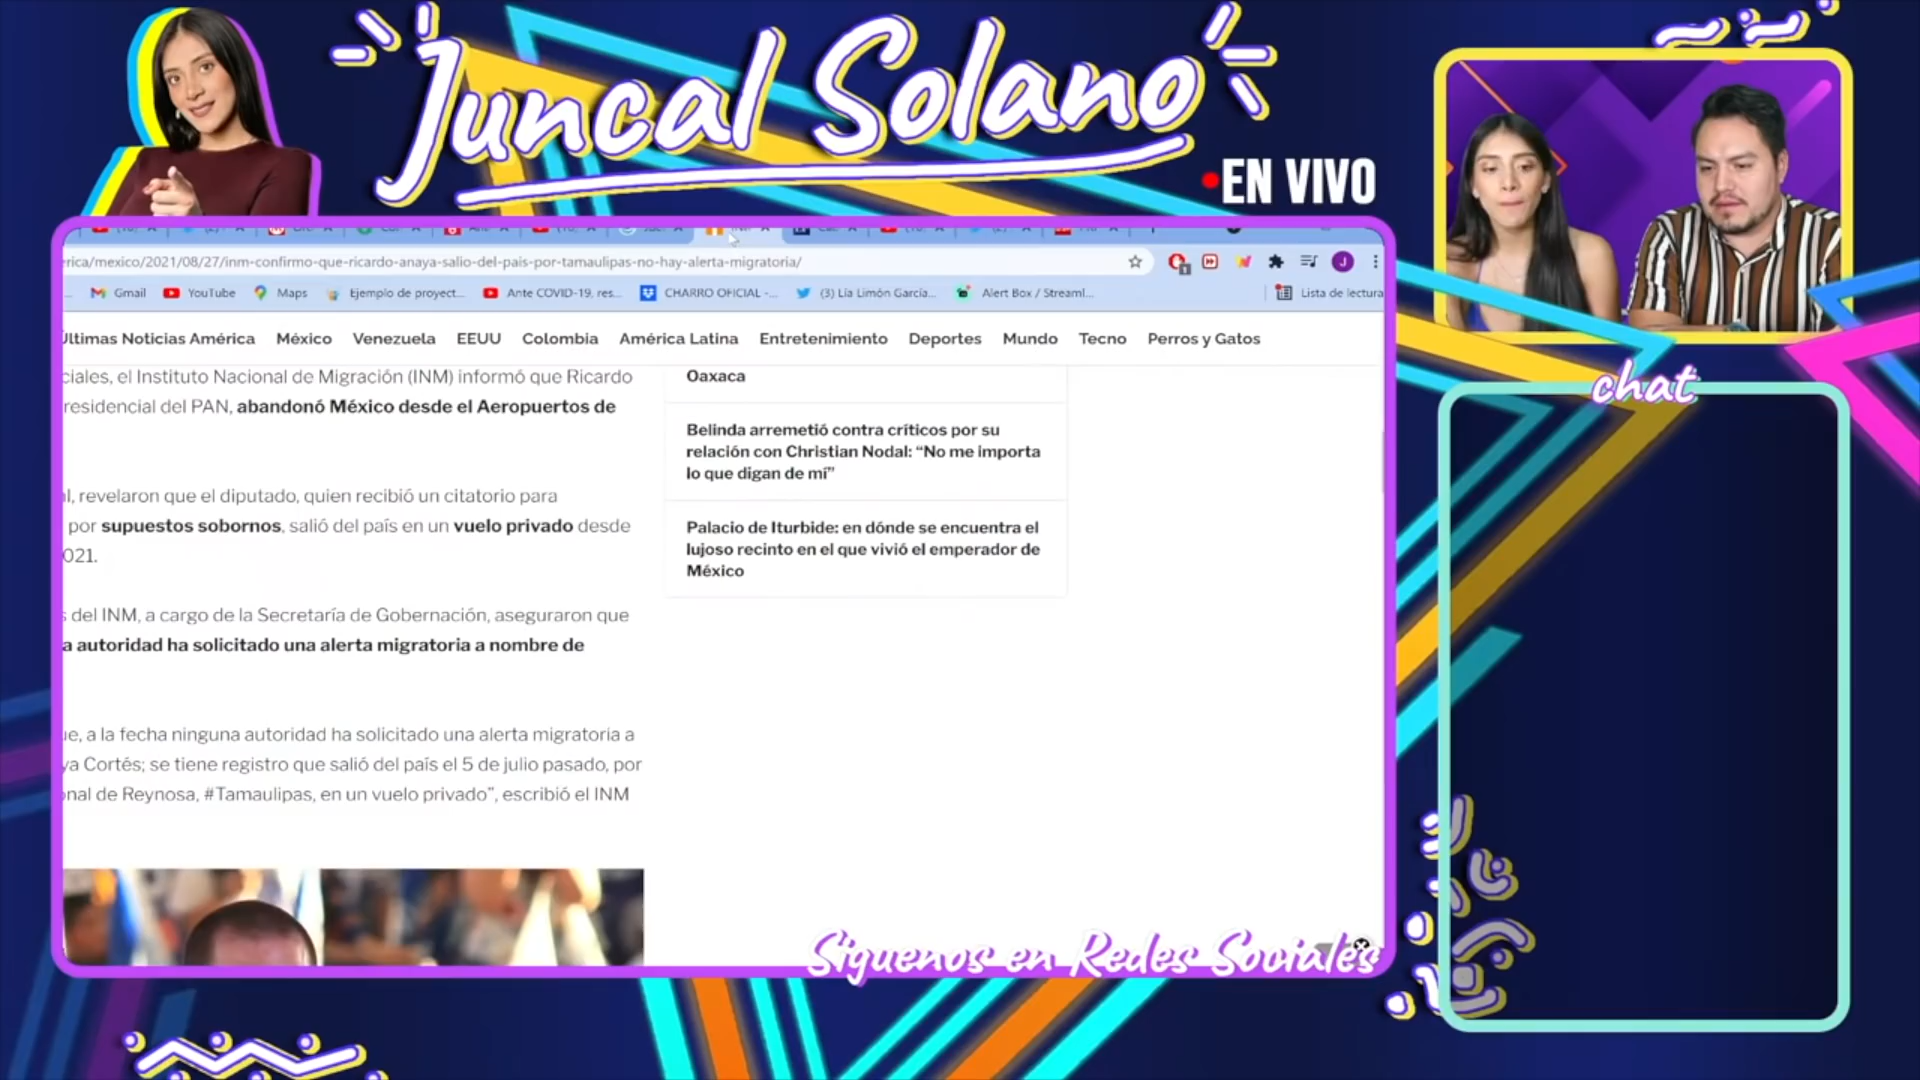 Juncal Solano
EN VIVO
rica/mexico/2021/08/27/inm-confirmo-que-ricardo-anaya-salio-del-pais-por-tamaulipas-no-hay-alerta-migratoria/
Gmail YouTube Maps Ejemplo de proyect... Ante COVID-19, res... CHARRO OFICIAL -... (3) Lía Limón García... Alert Box / Streaml... Lista de lectura
Últimas Noticias América México Venezuela EEUU Colombia América Latina Entretenimiento Deportes Mundo Tecno Perros y Gatos
ciales, el Instituto Nacional de Migración (INM) informó que Ricardo
residencial del PAN, abandonó México desde el Aeropuertos de
l, revelaron que el diputado, quien recibió un citatorio para
por supuestos sobornos, salió del país en un vuelo privado desde
021.
s del INM, a cargo de la Secretaría de Gobernación, aseguraron que
a autoridad ha solicitado una alerta migratoria a nombre de
ue, a la fecha ninguna autoridad ha solicitado una alerta migratoria a
ya Cortés; se tiene registro que salió del país el 5 de julio pasado, por
onal de Reynosa, #Tamaulipas, en un vuelo privado”, escribió el INM
Oaxaca
Belinda arremetió contra críticos por su
relación con Christian Nodal: “No me importa
lo que digan de mí”
Palacio de Iturbide: en dónde se encuentra el
lujoso recinto en el que vivió el emperador de
México
chat
Siguenos en Redes Sociales